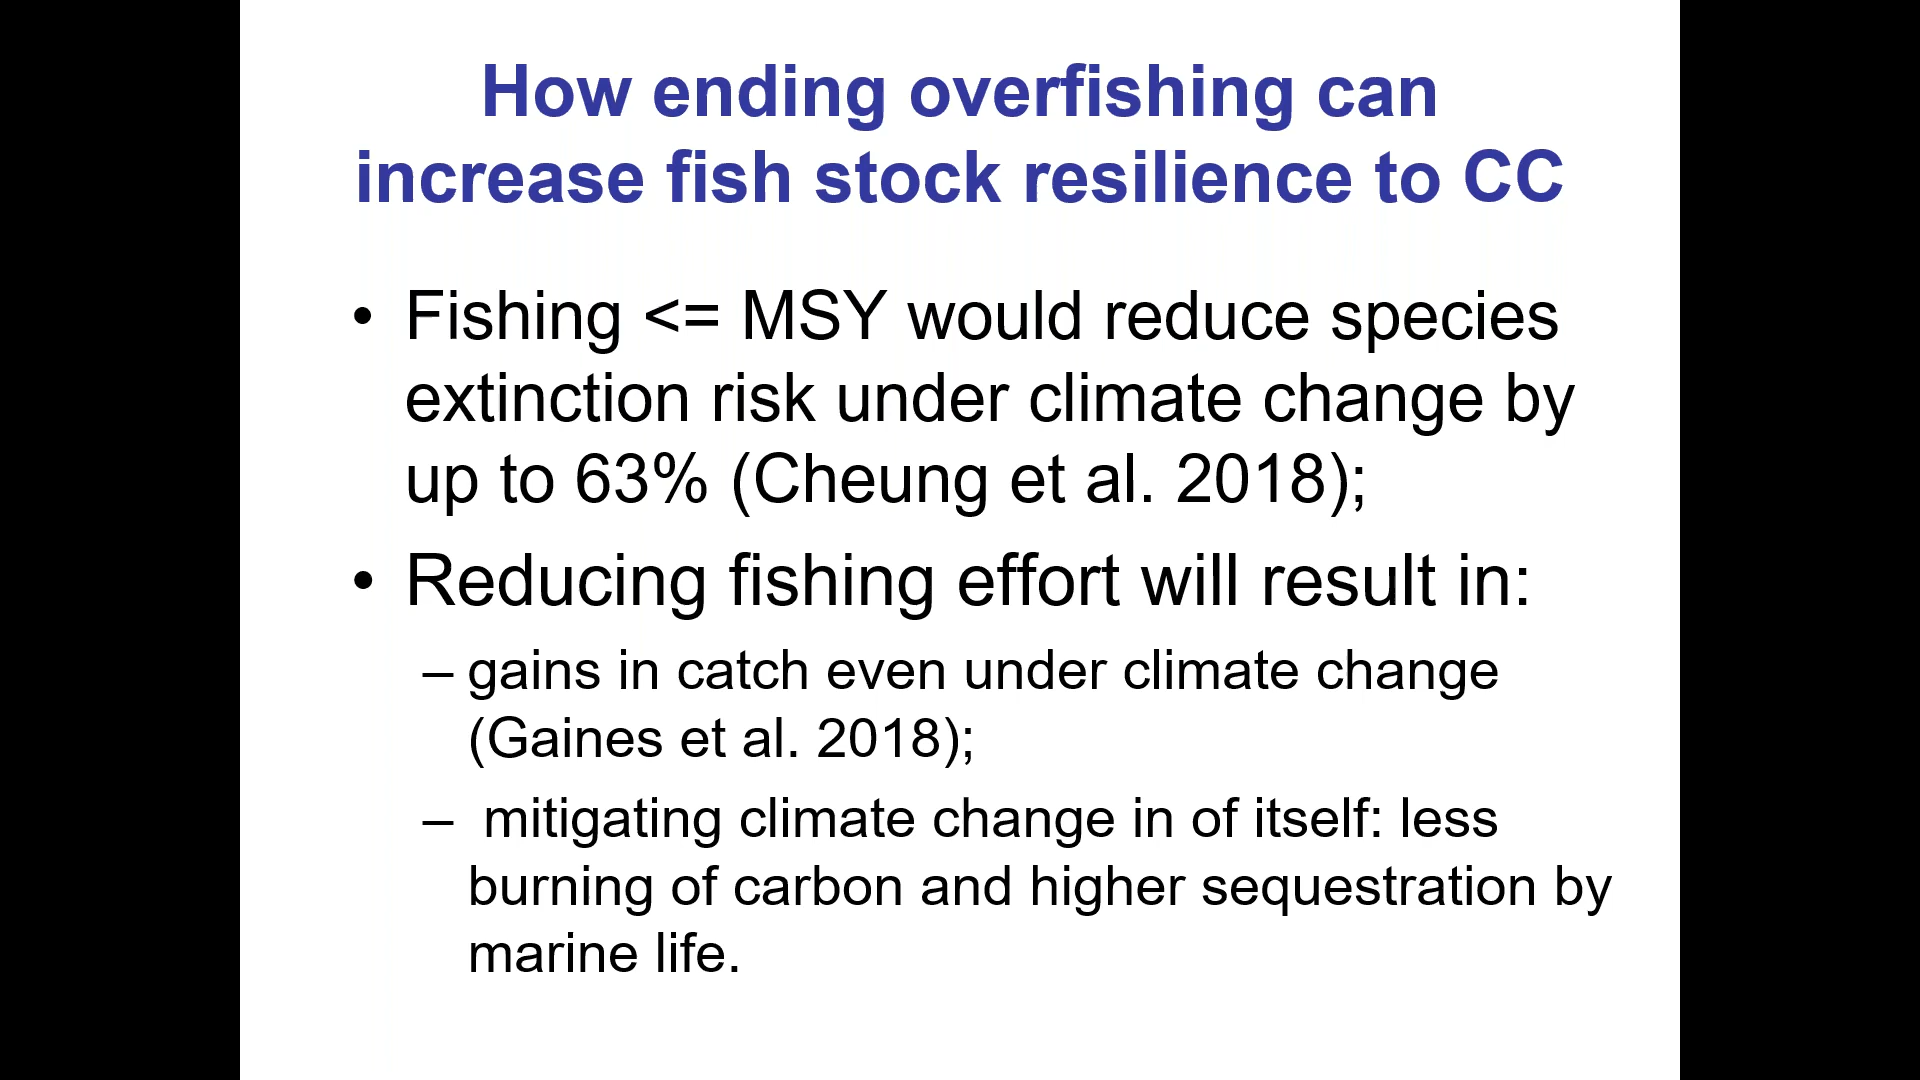 How ending overfishing can
increase fish stock resilience to CC
• Fishing <= MSY would reduce species
extinction risk under climate change by
up to 63% (Cheung et al. 2018);
• Reducing fishing effort will result in:
– gains in catch even under climate change
(Gaines et al. 2018);
– mitigating climate change in of itself: less
burning of carbon and higher sequestration by
marine life.